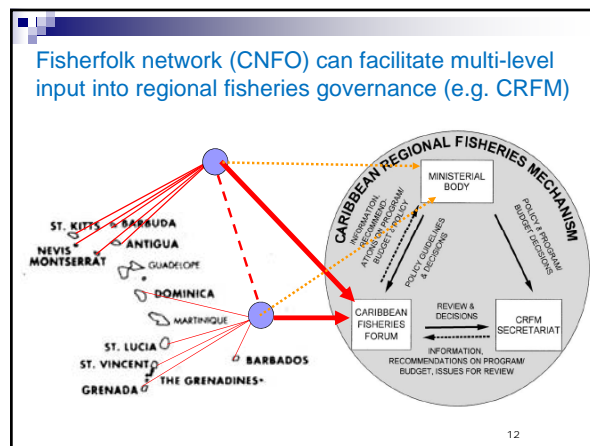 Fisherfolk network (CNFO) can facilitate multi-level
input into regional fisheries governance (e.g. CRFM)
ST. KITTS
BARBUDA
NEVIS
ANTIGUA
MONTSERRAT
GUADELOPE
DOMINICA
MARTINIQUE
ST. LUCIA
ST. VINCENT
BARBADOS
THE GRENADINES
GRENADA
CARIBBEAN REGIONAL FISHERIES MECHANISM
MINISTERIAL
BODY
INFORMATION,
RECOMMEND-
ATIONS ON PROGRAM/
BUDGET & POLICY
POLICY GUIDELINES
& DECISIONS
POLICY & PROGRAM/
BUDGET DECISIONS
CARIBBEAN
FISHERIES
FORUM
REVIEW &
DECISIONS
CRFM
SECRETARIAT
INFORMATION,
RECOMMENDATIONS ON PROGRAM/
BUDGET, ISSUES FOR REVIEW
12